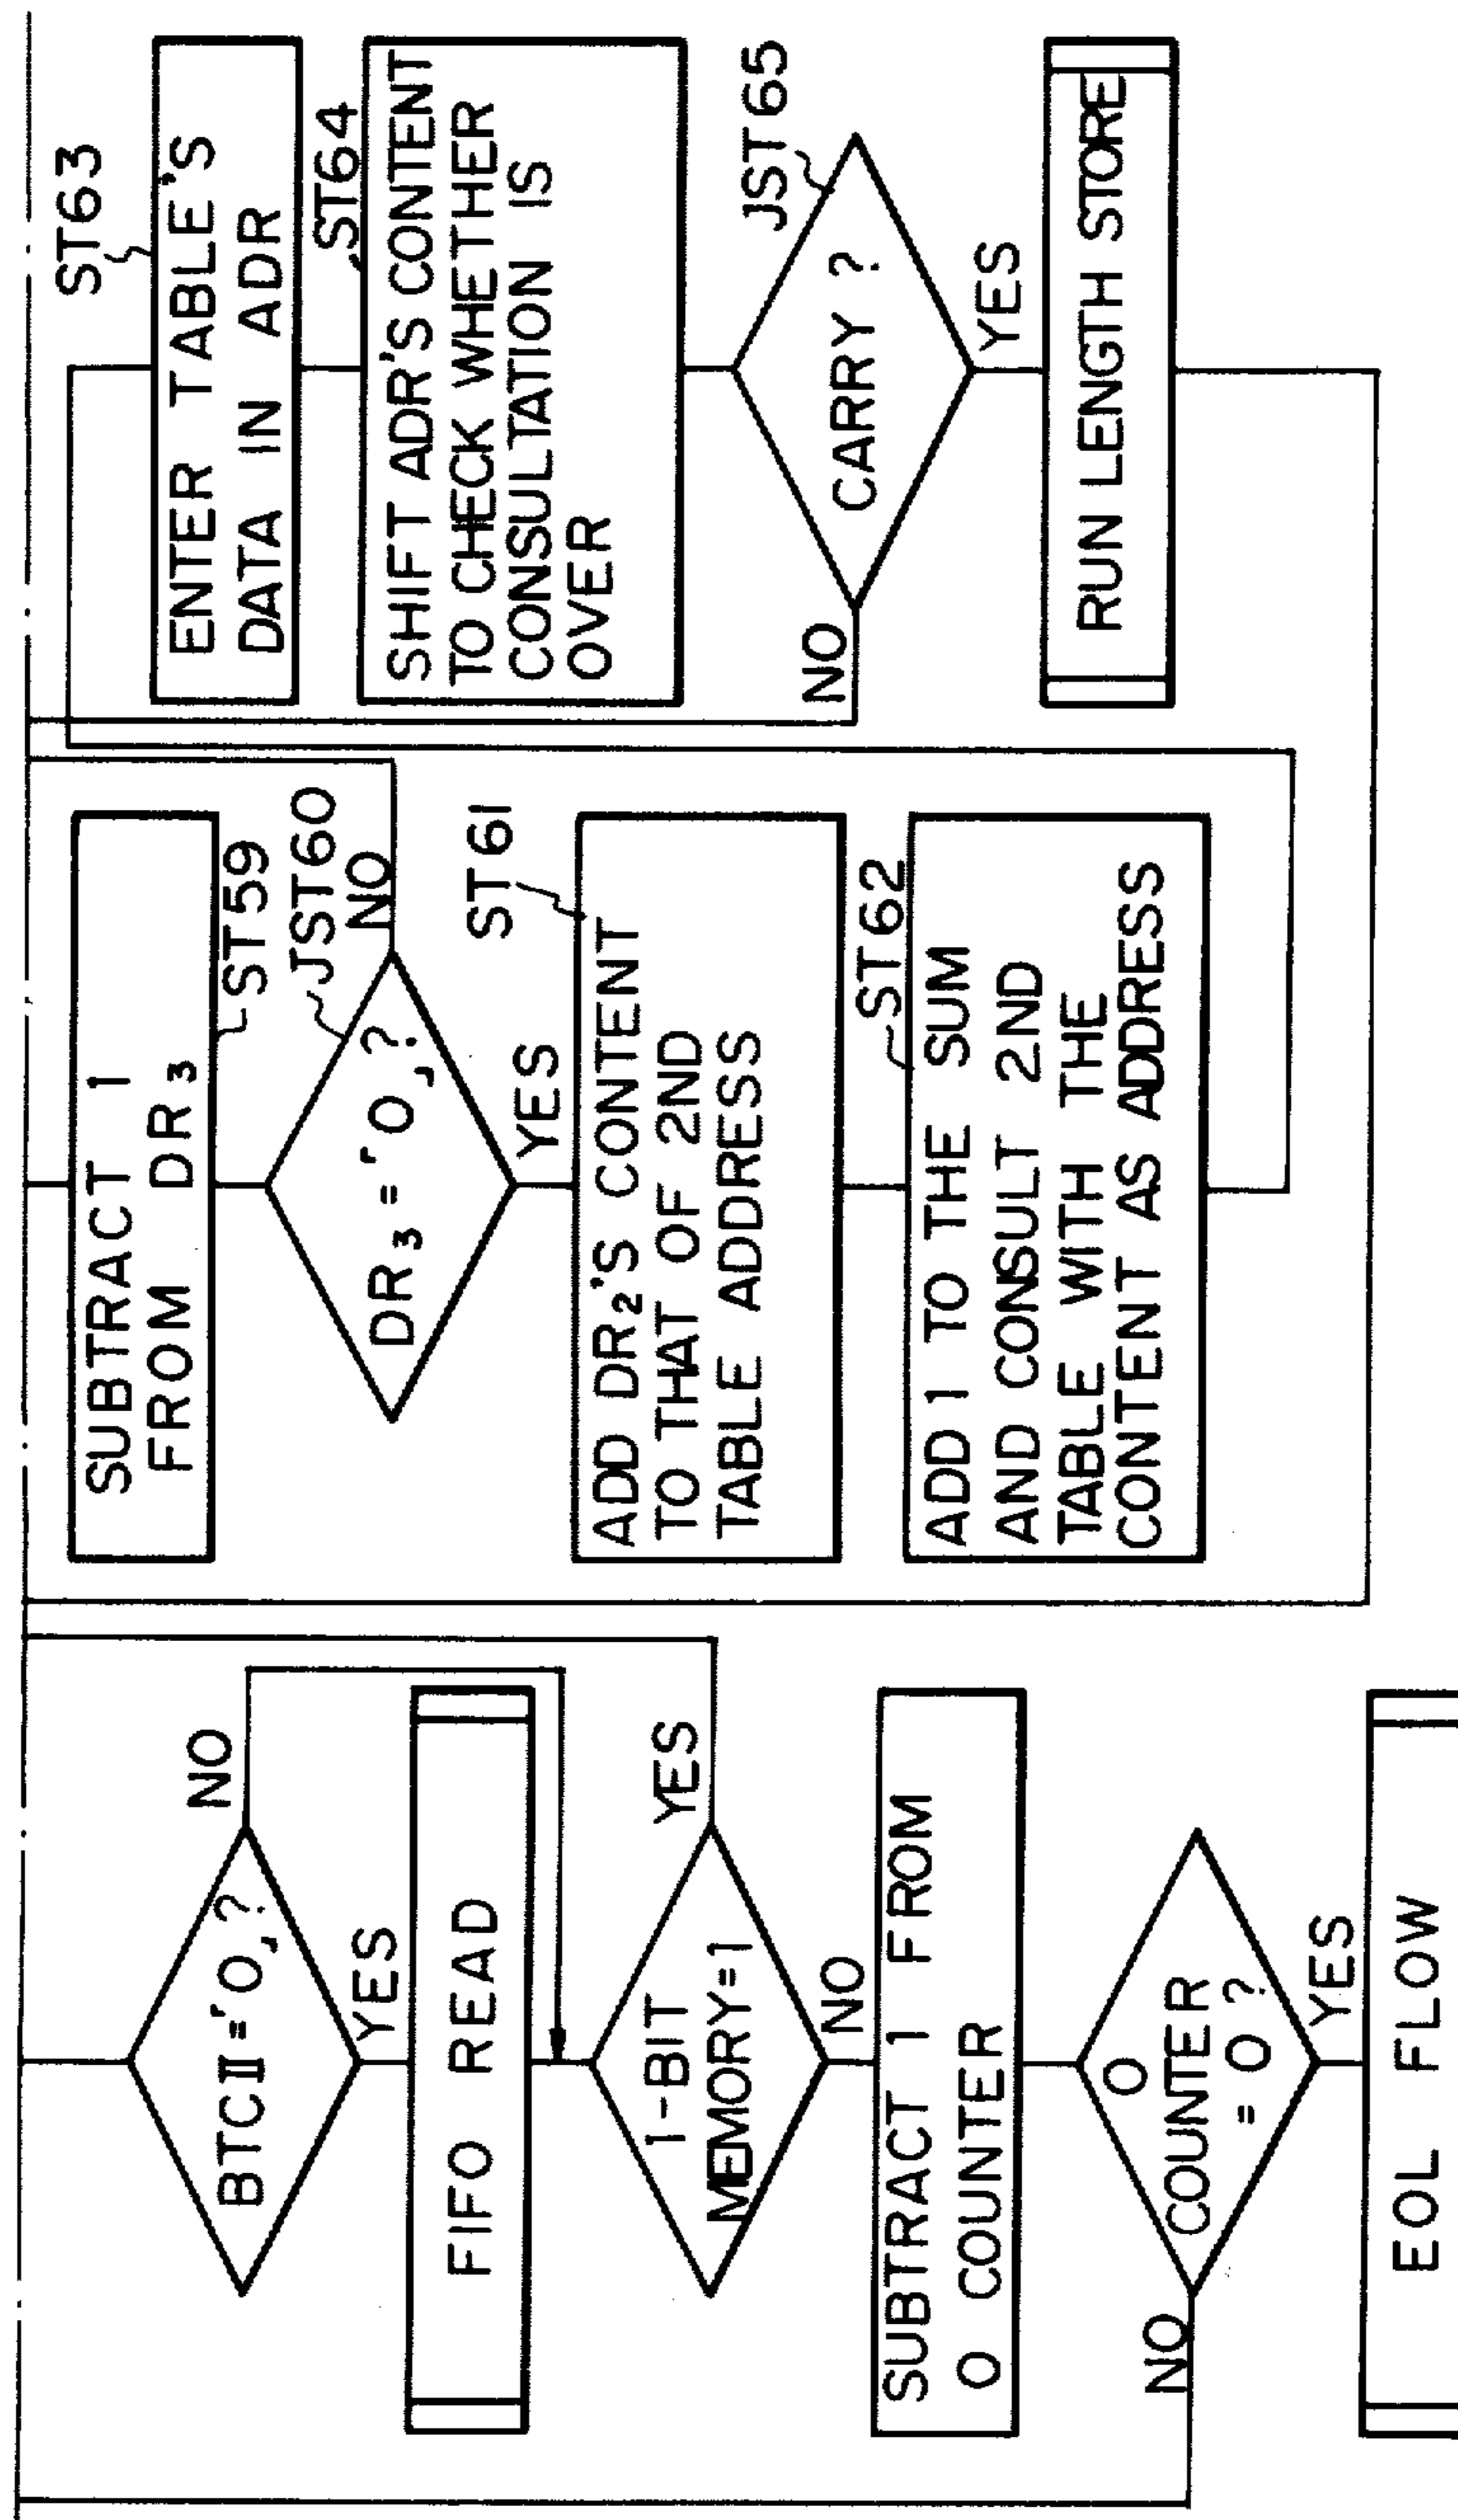 BTCⅡ='0,?
NO
YES
FIFO READ
1-BIT
MEMORY=1
YES
NO
SUBTRACT 1 FROM
0 COUNTER
0
COUNTER
= 0 ?
NO
YES
EOL FLOW
SUBTRACT 1
FROM DR₃
ST59
JST60
DR₃='0,?
NO
YES
ST61
ADD DR₂'S CONTENT
TO THAT OF 2ND
TABLE ADDRESS
ST62
ADD 1 TO THE SUM
AND CONSULT 2ND
TABLE WITH THE
CONTENT AS ADDRESS
ST63
ENTER TABLE'S
DATA IN ADR
ST64
SHIFT ADR'S CONTENT
TO CHECK WHETHER
CONSULTATION IS
OVER
JST65
CARRY ?
NO
YES
RUN LENGTH STORE